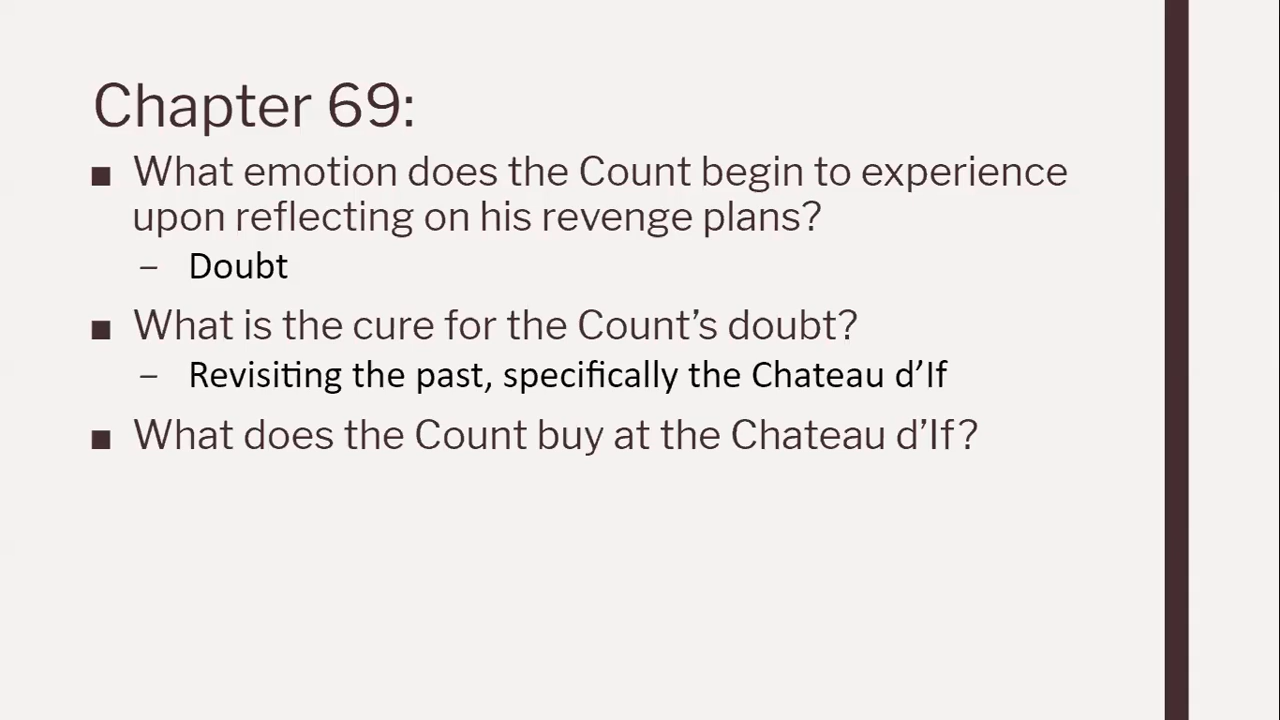 Chapter 69:
■ What emotion does the Count begin to experience
upon reflecting on his revenge plans?
– Doubt
■ What is the cure for the Count’s doubt?
– Revisiting the past, specifically the Chateau d’If
■ What does the Count buy at the Chateau d’If?